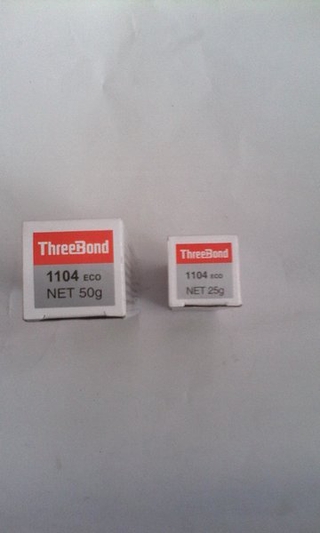 ThreeBond
1104 ECO
NET 50g
ThreeBond
1104 ECO
NET 25g